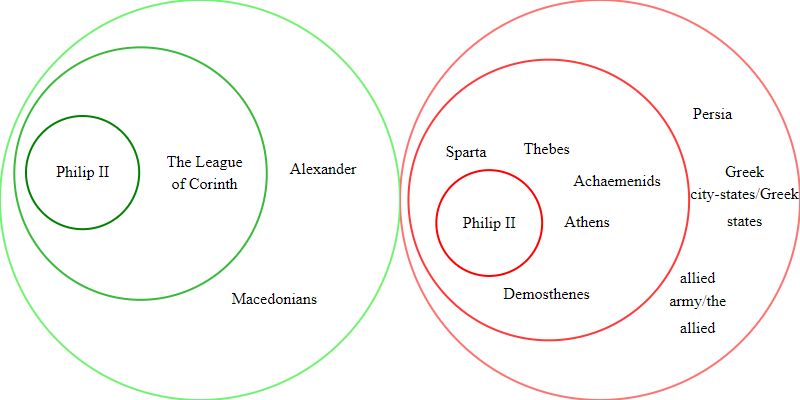 Philip II
The League
of Corinth
Alexander
Macedonians
Persia
Sparta
Thebes
Achaemenids
Greek
city-states/Greek
states
Philip II
Athens
Demosthenes
allied
army/the
allied